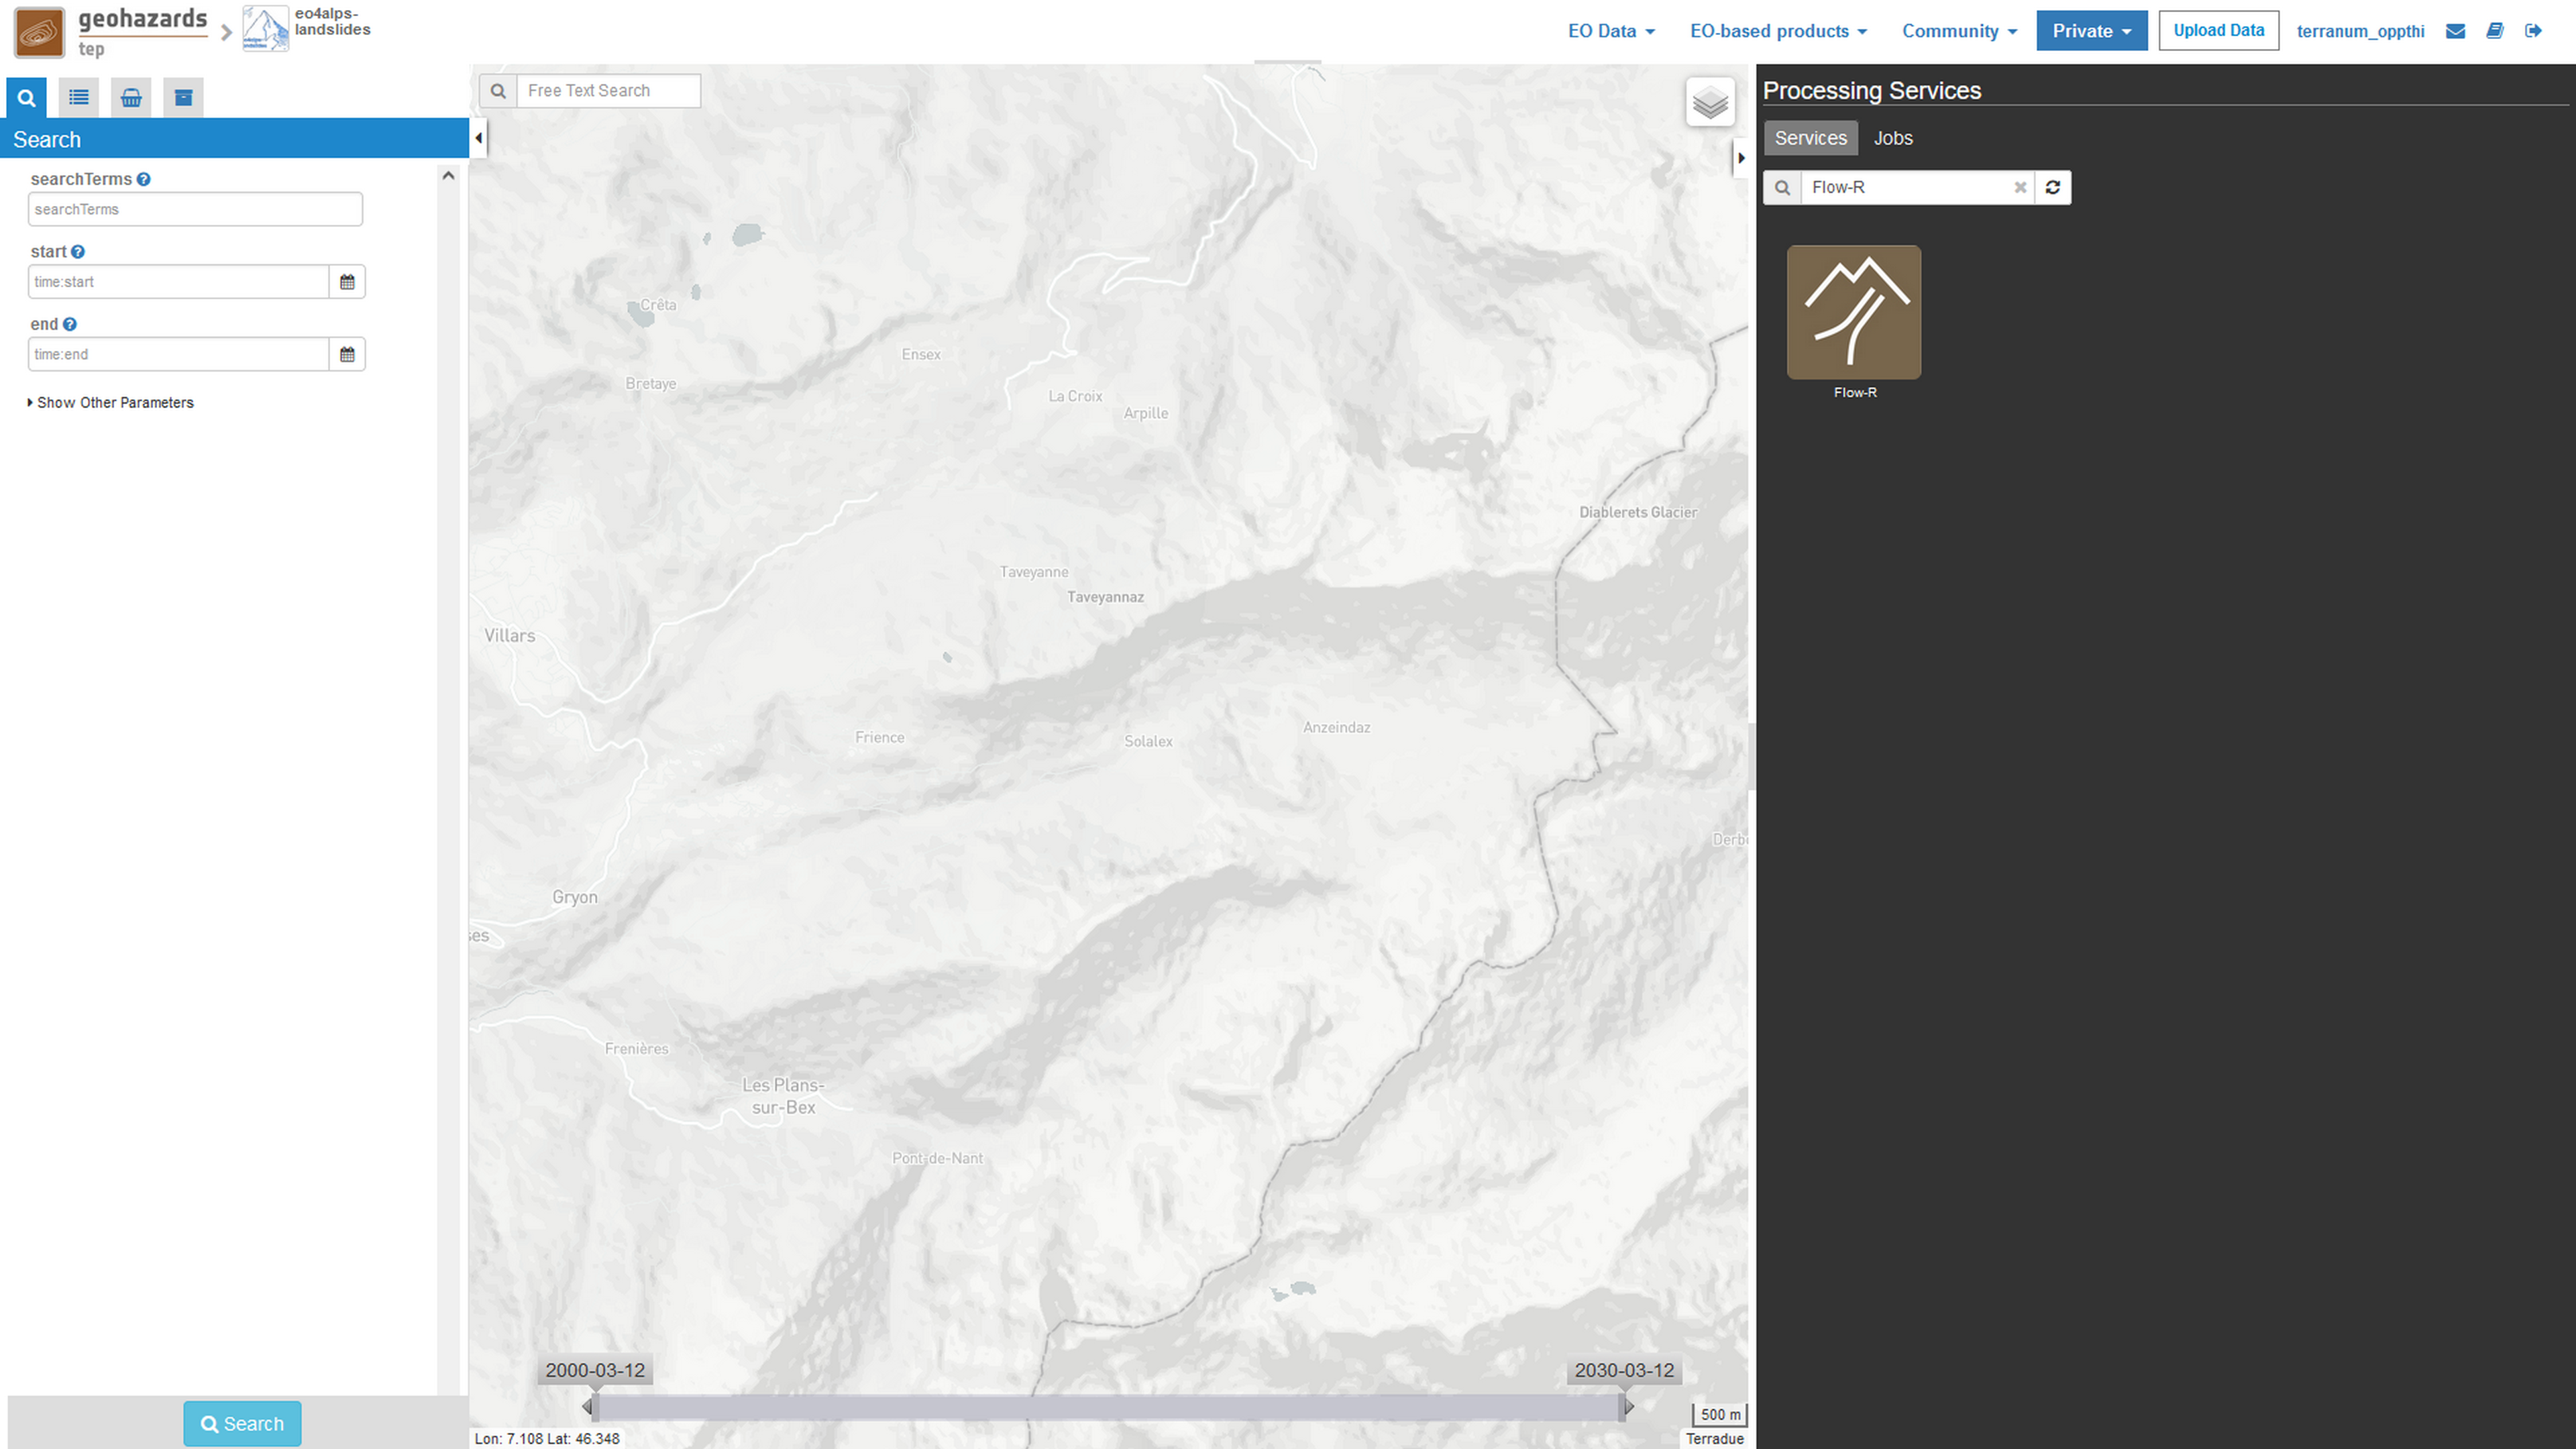 geohazards
tep
eo4alps-
landslides
EO Data
EO-based products
Community
Private
Upload Data
terranum_oppthi
Search
searchTerms
searchTerms
start
time:start
end
time:end
Show Other Parameters
Search
Free Text Search
Crêta
Ensex
Bretaye
La Croix
Arpille
Diablerets Glacier
Taveyanne
Taveyannaz
Villars
Frience
Solalex
Anzeindaz
Gryon
Frenières
Les Plans-
sur-Bex
Pont-de-Nant
2000-03-12
2030-03-12
500 m
Lon: 7.108 Lat: 46.348
Terradue
Processing Services
Services
Jobs
Flow-R
Flow-R